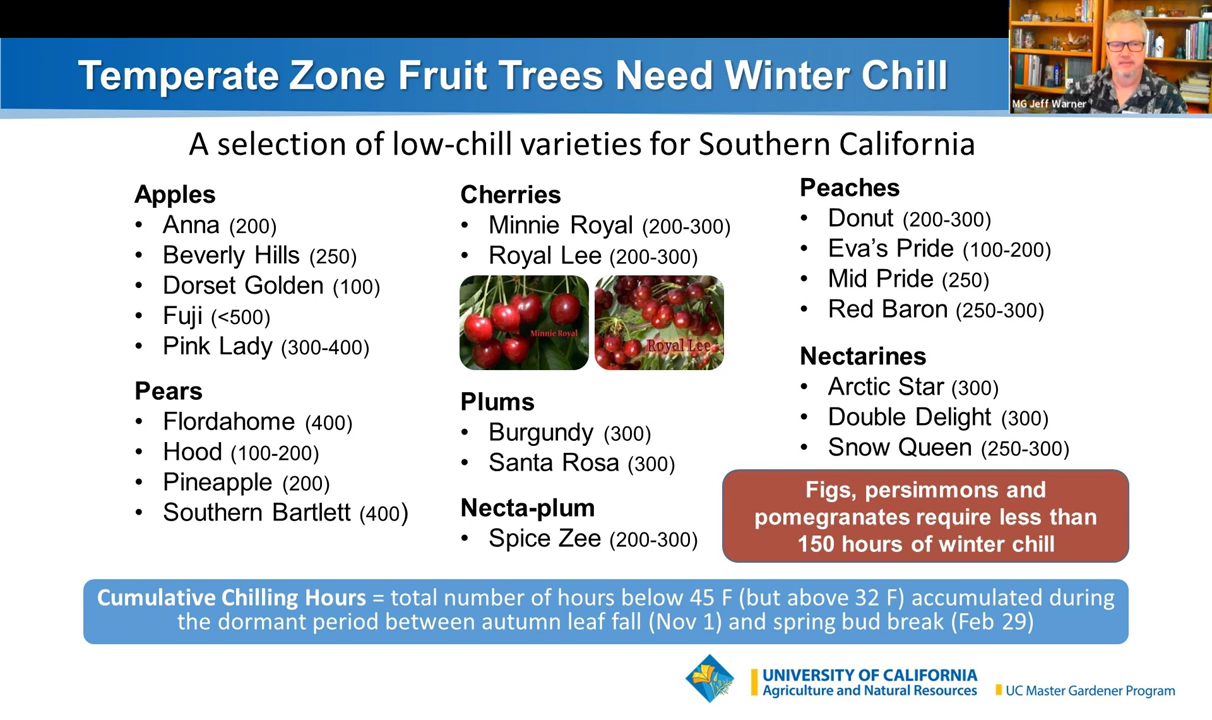 Temperate Zone Fruit Trees Need Winter Chill
MG Jeff Warner
A selection of low-chill varieties for Southern California
Apples
• Anna (200)
• Beverly Hills (250)
• Dorset Golden (100)
• Fuji (<500)
• Pink Lady (300-400)
Pears
• Flordahome (400)
• Hood (100-200)
• Pineapple (200)
• Southern Bartlett (400)
Cherries
• Minnie Royal (200-300)
• Royal Lee (200-300)
Minnie Royal
Royal Lee
Plums
• Burgundy (300)
• Santa Rosa (300)
Necta-plum
• Spice Zee (200-300)
Peaches
• Donut (200-300)
• Eva's Pride (100-200)
• Mid Pride (250)
• Red Baron (250-300)
Nectarines
• Arctic Star (300)
• Double Delight (300)
• Snow Queen (250-300)
Figs, persimmons and
pomegranates require less than
150 hours of winter chill
Cumulative Chilling Hours = total number of hours below 45 F (but above 32 F) accumulated during
the dormant period between autumn leaf fall (Nov 1) and spring bud break (Feb 29)
UNIVERSITY OF CALIFORNIA
Agriculture and Natural Resources
UC Master Gardener Program